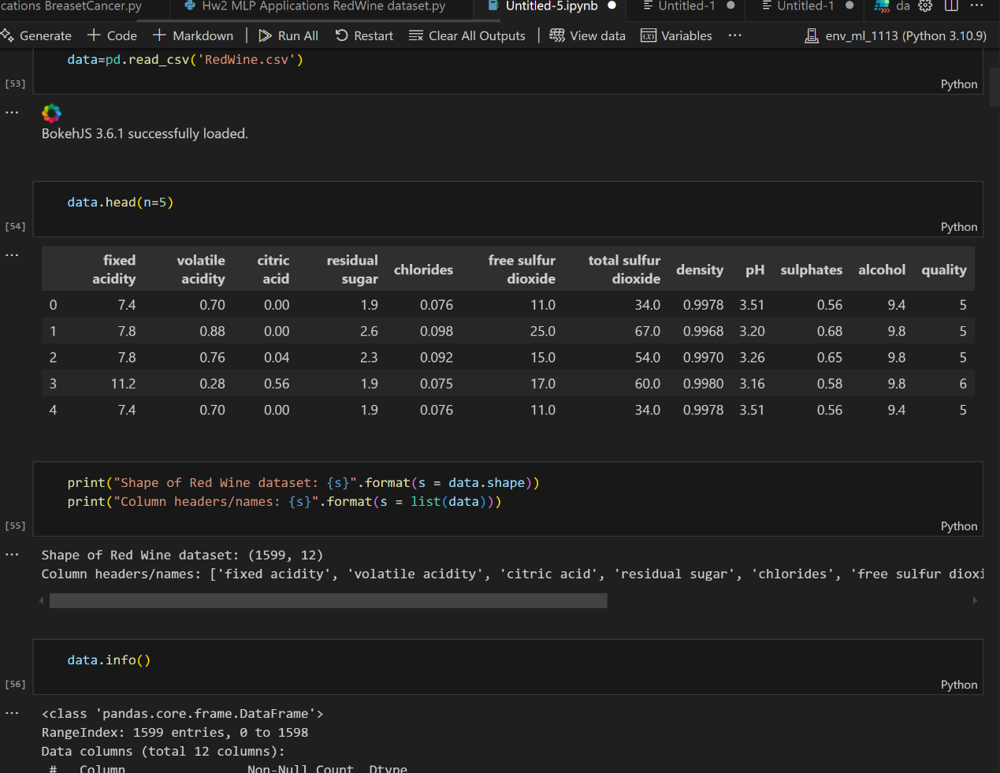 cations BreasetCancer.py
Hw2 MLP Applications RedWine dataset.py
Untitled-5.ipynb
Untitled-1
Untitled-1
da
Generate
Code
Markdown
Run All
Restart
Clear All Outputs
View data
Variables
env_ml_1113 (Python 3.10.9)
data=pd.read_csv('RedWine.csv')
[53]
Python
BokehJS 3.6.1 successfully loaded.
data.head(n=5)
[54]
Python
fixed acidity volatile acidity citric acid residual sugar chlorides free sulfur dioxide total sulfur dioxide density pH sulphates alcohol quality
0 7.4 0.70 0.00 1.9 0.076 11.0 34.0 0.9978 3.51 0.56 9.4 5
1 7.8 0.88 0.00 2.6 0.098 25.0 67.0 0.9968 3.20 0.68 9.8 5
2 7.8 0.76 0.04 2.3 0.092 15.0 54.0 0.9970 3.26 0.65 9.8 5
3 11.2 0.28 0.56 1.9 0.075 17.0 60.0 0.9980 3.16 0.58 9.8 6
4 7.4 0.70 0.00 1.9 0.076 11.0 34.0 0.9978 3.51 0.56 9.4 5
print("Shape of Red Wine dataset: {s}".format(s = data.shape))
print("Column headers/names: {s}".format(s = list(data)))
[55]
Python
Shape of Red Wine dataset: (1599, 12)
Column headers/names: ['fixed acidity', 'volatile acidity', 'citric acid', 'residual sugar', 'chlorides', 'free sulfur dioxi
data.info()
[56]
Python
<class 'pandas.core.frame.DataFrame'>
RangeIndex: 1599 entries, 0 to 1598
Data columns (total 12 columns):
# Column Non-Null Count Dtype